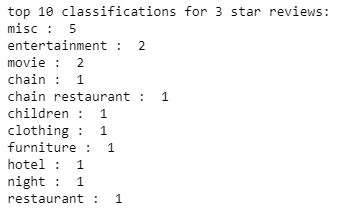 top 10 classifications for 3 star reviews:
misc :  5
entertainment :  2
movie :  2
chain :  1
chain restaurant :  1
children :  1
clothing :  1
furniture :  1
hotel :  1
night :  1
restaurant :  1